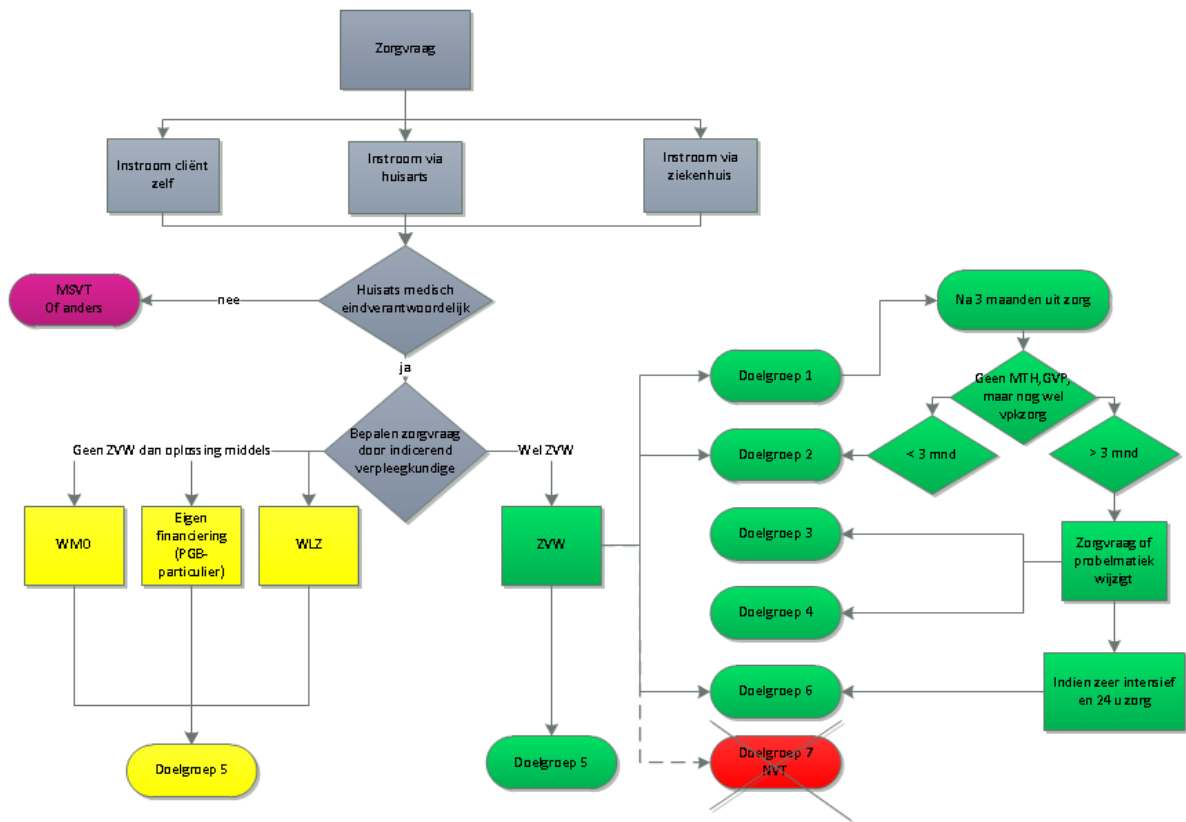 Zorgvraag
Instroom cliënt
zelf
Instroom via
huisarts
Instroom via
ziekenhuis
Huisats medisch
eindverantwoordelijk
nee
MSVT
Of anders
ja
Bepalen zorgvraag
door indicerend
verpleegkundige
Geen ZVW dan oplossing middels
Wel ZVW
WMO
Eigen
financiering
(PGB-
particulier)
WLZ
ZVW
Doelgroep 5
Doelgroep 5
Doelgroep 1
Doelgroep 2
Doelgroep 3
Doelgroep 4
Doelgroep 6
Doelgroep 7
NVT
Na 3 maanden uit zorg
Geen MTH,GVP,
maar nog wel
vpkzorg
< 3 mnd
> 3 mnd
Zorgvraag of
probelmatiek
wijzigt
Indien zeer intensief
en 24 u zorg